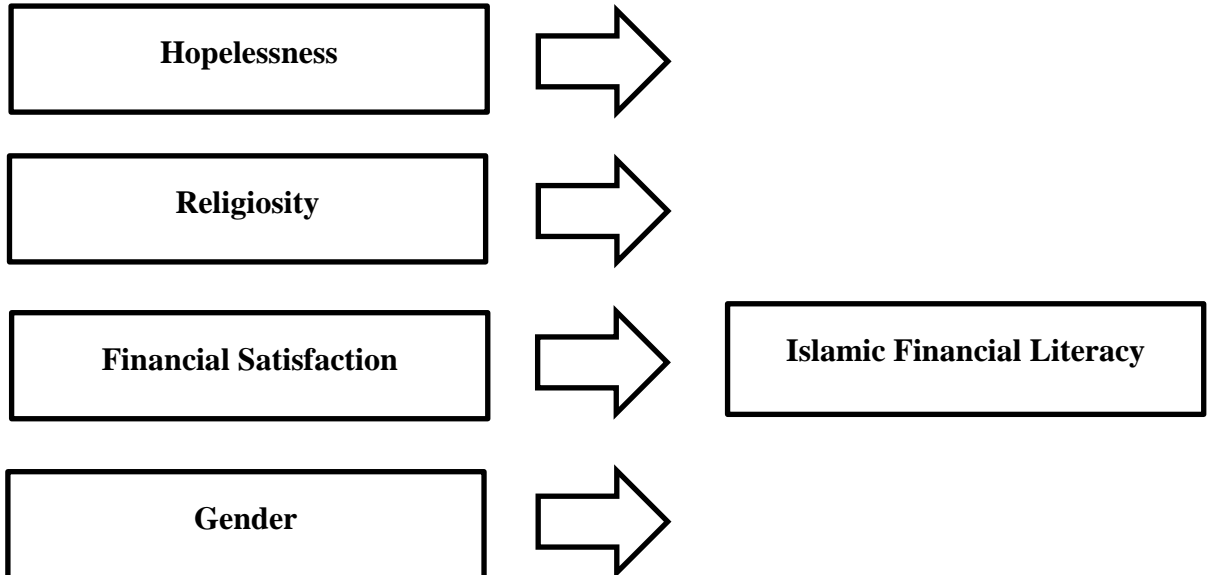 Hopelessness
Religiosity
Financial Satisfaction
Islamic Financial Literacy
Gender